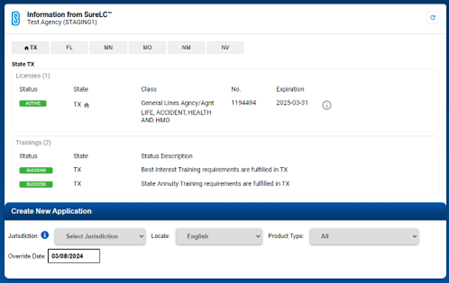 Information from SureLC™
Test Agency (STAGING1)
TX FL MN MO NM NV
State TX
Licenses (1)
Status State Class No. Expiration
ACTIVE TX General Lines Agncy/Agnt 1194494 2025-03-31
LIFE, ACCIDENT, HEALTH
AND HMO
Trainings (2)
Status State Status Description
SUCCESS TX Best Interest Training requirements are fulfilled in TX
SUCCESS TX State Annuity Training requirements are fulfilled in TX
Create New Application
Jurisdiction: Select Jurisdiction Locale: English Product Type: All
Override Date 03/08/2024